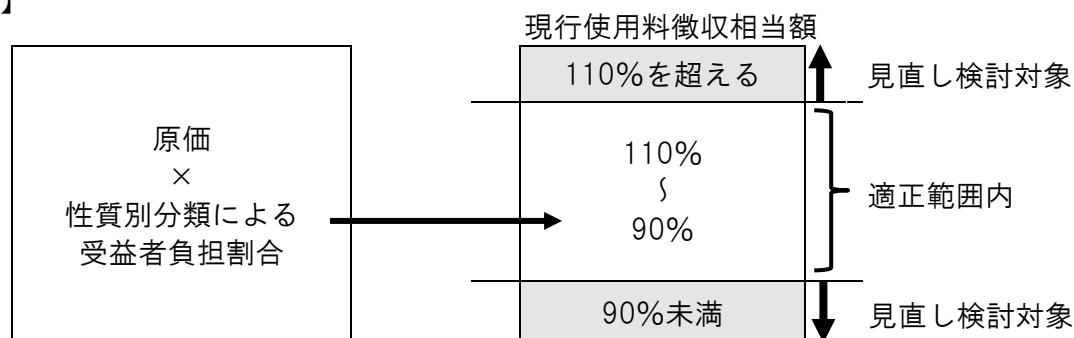 】
現行使用料徴収相当額
110%を超える
見直し検討対象
原価
×
性質別分類による
受益者負担割合
110%
〜
90%
適正範囲内
90%未満
見直し検討対象